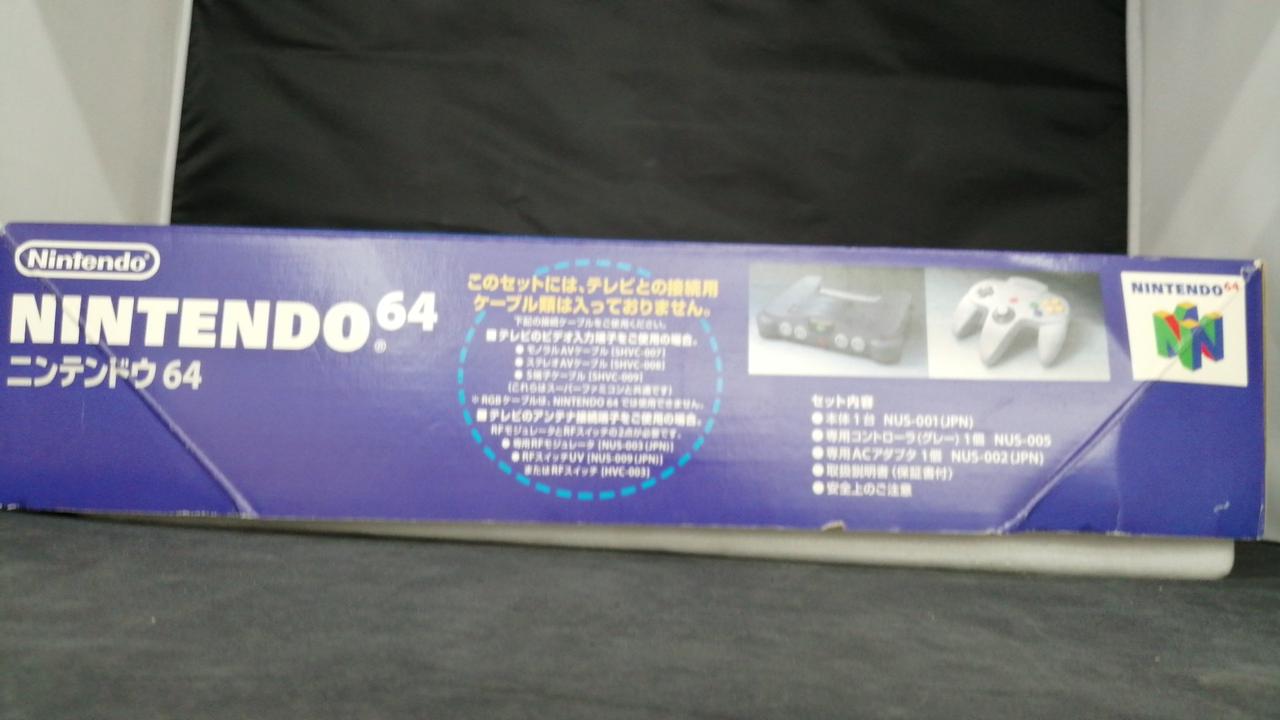 Nintendo®
NINTENDO64®
ニンテンドウ64
このセットには、テレビとの接続用
ケーブル類は入っておりません。
下記の接続ケーブルをご使用ください。
■テレビのビデオ入力端子をご使用の場合。
●モノラルAVケーブル [SHVC-007]
●ステレオAVケーブル [SHVC-008]
●S端子ケーブル [SHVC-009]
(これらはスーパーファミコンと共通です)
※RGBケーブルは、NINTENDO 64 では使用できません。
■テレビのアンテナ接続端子をご使用の場合。
RFモジュレータとRFスイッチの2点が必要です。
●専用RFモジュレータ [NUS-003(JPN)]
●RFスイッチUV [NUS-009(JPN)]
またはRFスイッチ [HVC-003]
セット内容
●本体1台 NUS-001(JPN)
●専用コントローラ(グレー)1個 NUS-005
●専用ACアダプタ 1個 NUS-002(JPN)
●取扱説明書(保証書付)
●安全上のご注意
NINTENDO64